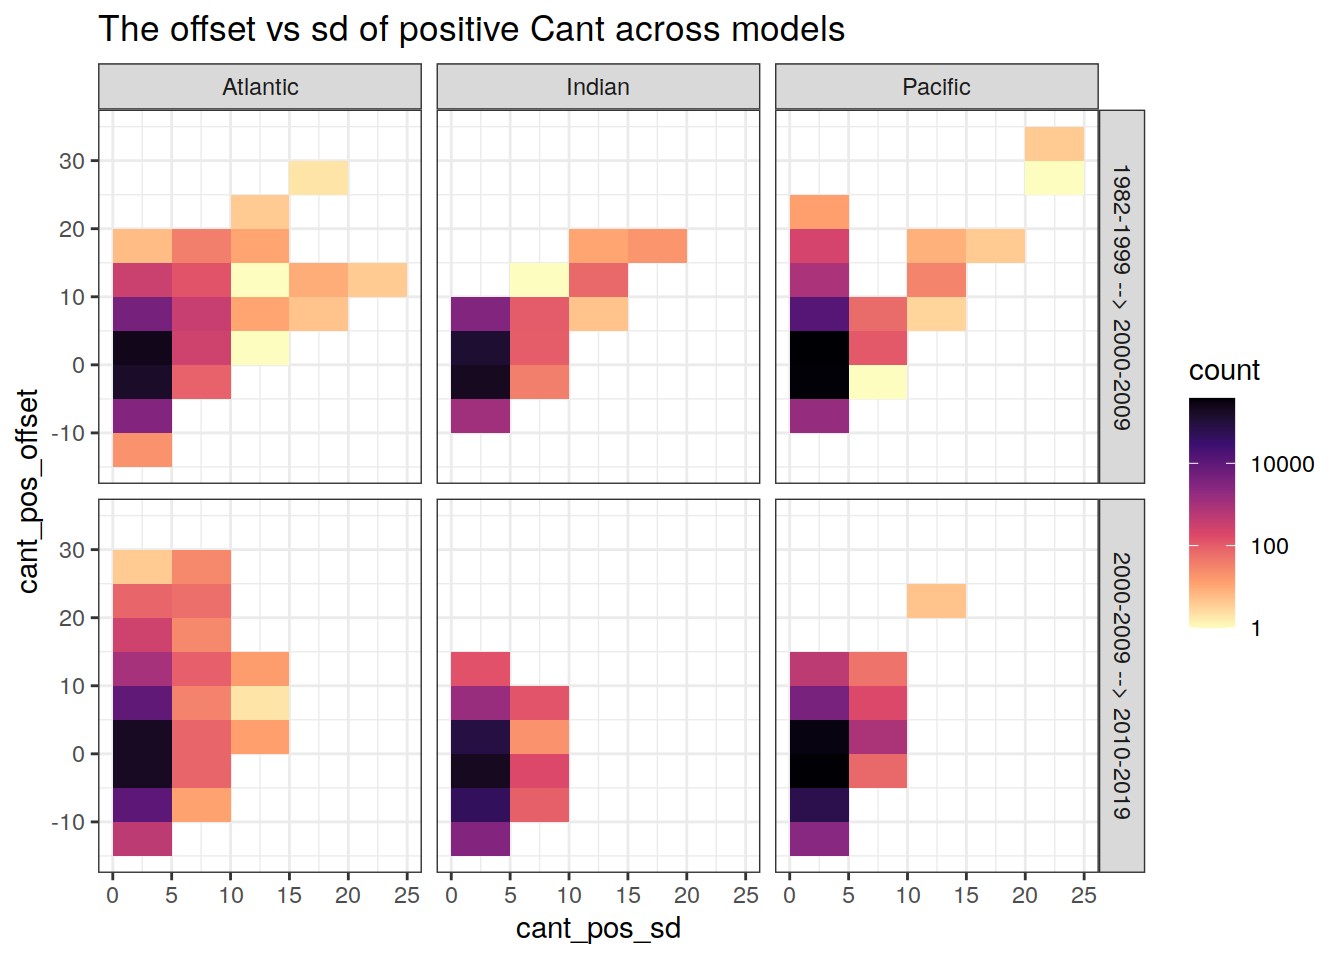 The offset vs sd of positive Cant across models
Atlantic
Indian
Pacific
30
20
10
0
-10
1982-1999 --> 2000-2009
30
20
10
0
-10
2000-2009 --> 2010-2019
cant_pos_offset
0 5 10 15 20 25
0 5 10 15 20 25
0 5 10 15 20 25
cant_pos_sd
count
10000
100
1